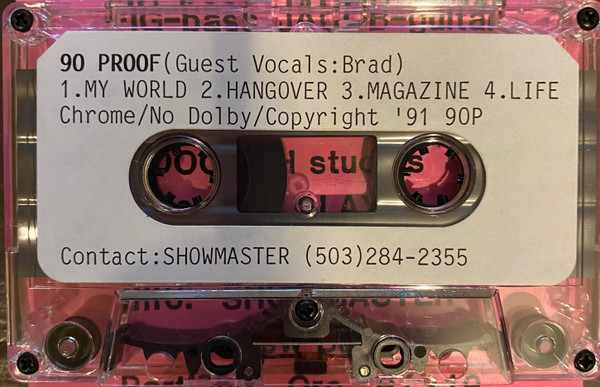 90 PROOF(Guest Vocals:Brad)
1.MY WORLD 2.HANGOVER 3.MAGAZINE 4.LIFE
Chrome/No Dolby/Copyright '91 90P
Contact:SHOWMASTER (503)284-2355